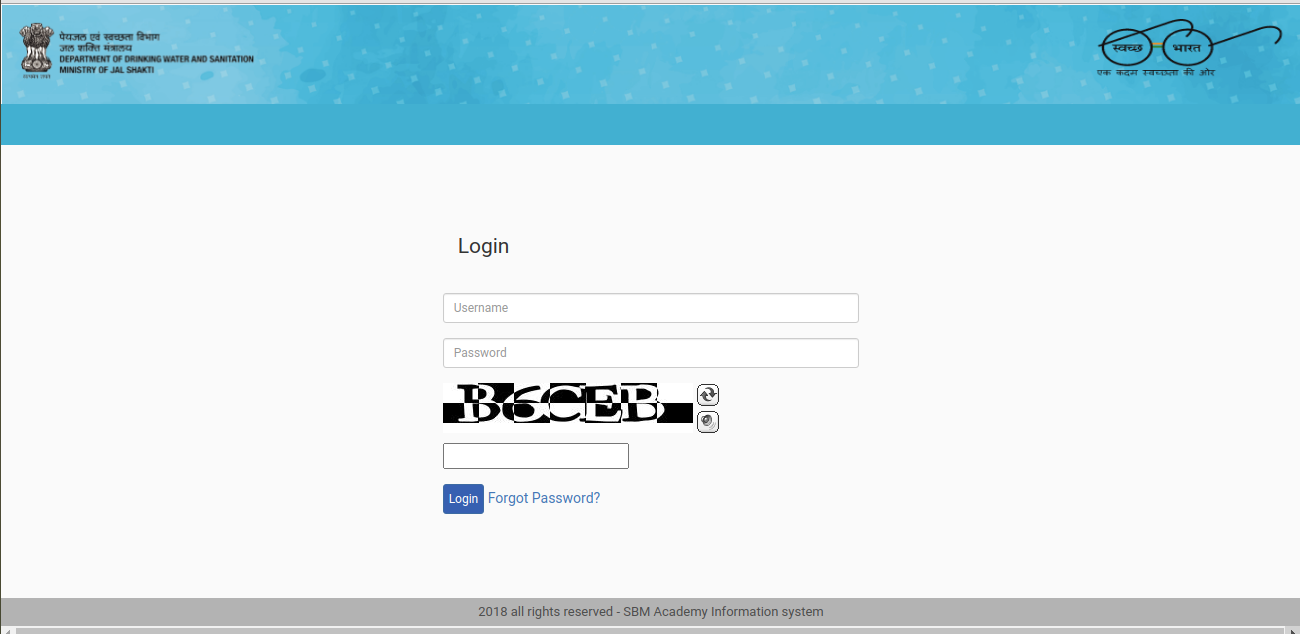 पेयजल एवं स्वच्छता विभाग
जल शक्ति मंत्रालय
DEPARTMENT OF DRINKING WATER AND SANITATION
MINISTRY OF JAL SHAKTI
स्वच्छ भारत
एक कदम स्वच्छता की ओर
Login
Username
Password
B6CEB
Login Forgot Password?
2018 all rights reserved - SBM Academy Information system